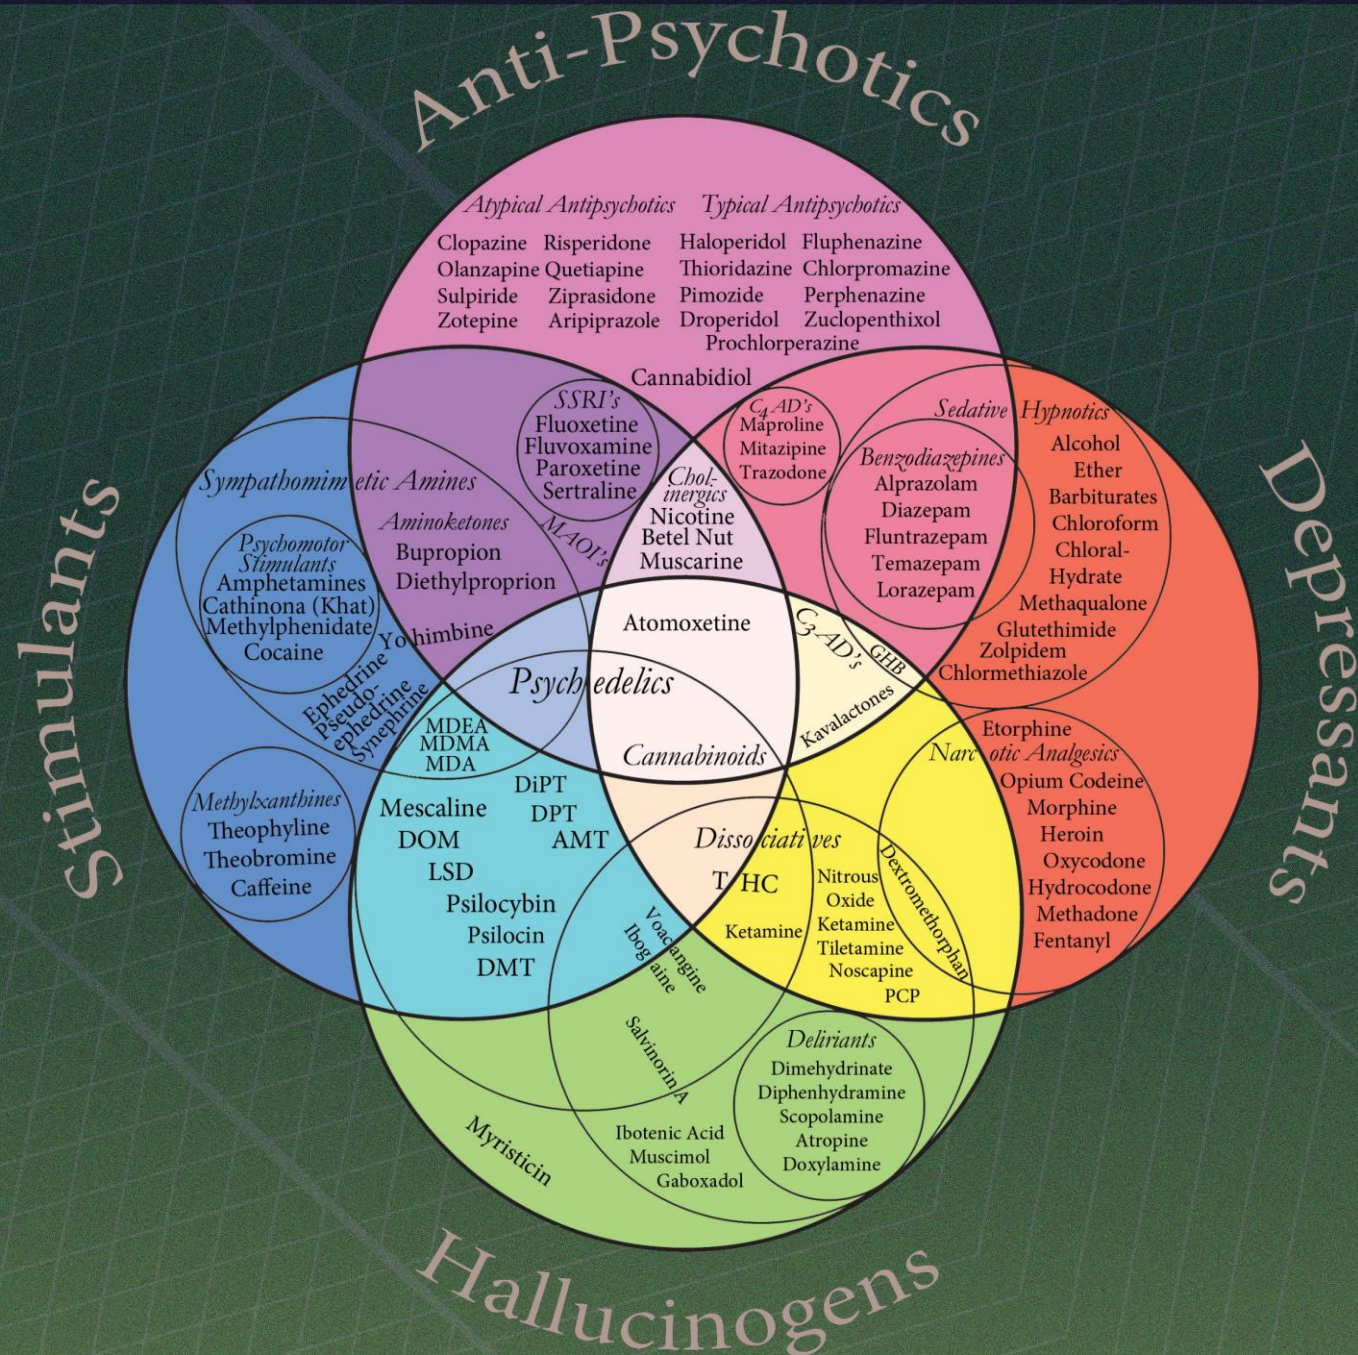 Anti-Psychotics
Stimulants
Depressants
Hallucinogens
Atypical Antipsychotics
Clopazine Risperidone
Olanzapine Quetiapine
Sulpiride Ziprasidone
Zotepine Aripiprazole
Typical Antipsychotics
Haloperidol Fluphenazine
Thioridazine Chlorpromazine
Pimozide Perphenazine
Droperidol Zuclopenthixol
Prochlorperazine
Cannabidiol
SSRI's
Fluoxetine
Fluvoxamine
Paroxetine
Sertraline
MAOI's
C4 AD's
Maproline
Mitazipine
Trazodone
Sedative Hypnotics
Benzodiazepines
Alprazolam
Diazepam
Fluntrazepam
Temazepam
Lorazepam
Alcohol
Ether
Barbiturates
Chloroform
Chloral-
Hydrate
Methaqualone
Glutethimide
Zolpidem
Chlormethiazole
Sympathomimetic Amines
Psychomotor
Stimulants
Amphetamines
Cathinona (Khat)
Methylphenidate
Cocaine
Aminoketones
Bupropion
Diethylproprion
Yohimbine
Ephedrine
Pseudo-
ephedrine
Synephrine
Chol-
inergics
Nicotine
Betel Nut
Muscarine
Atomoxetine
C3 AD's
GHB
Kavalactones
Psychedelics
Cannabinoids
MDEA
MDMA
MDA
DiPT
DPT
AMT
Mescaline
DOM
LSD
Psilocybin
Psilocin
DMT
Methylxanthines
Theophyline
Theobromine
Caffeine
Etorphine
Narcotic Analgesics
Opium Codeine
Morphine
Heroin
Oxycodone
Hydrocodone
Methadone
Fentanyl
Dissociatives
THC
Ketamine
Nitrous
Oxide
Ketamine
Tiletamine
Noscapine
PCP
Dextromethorphan
Voacangine
Ibogaine
Salvinorin A
Deliriants
Dimehydrinate
Diphenhydramine
Scopolamine
Atropine
Doxylamine
Ibotenic Acid
Muscimol
Gaboxadol
Myristicin